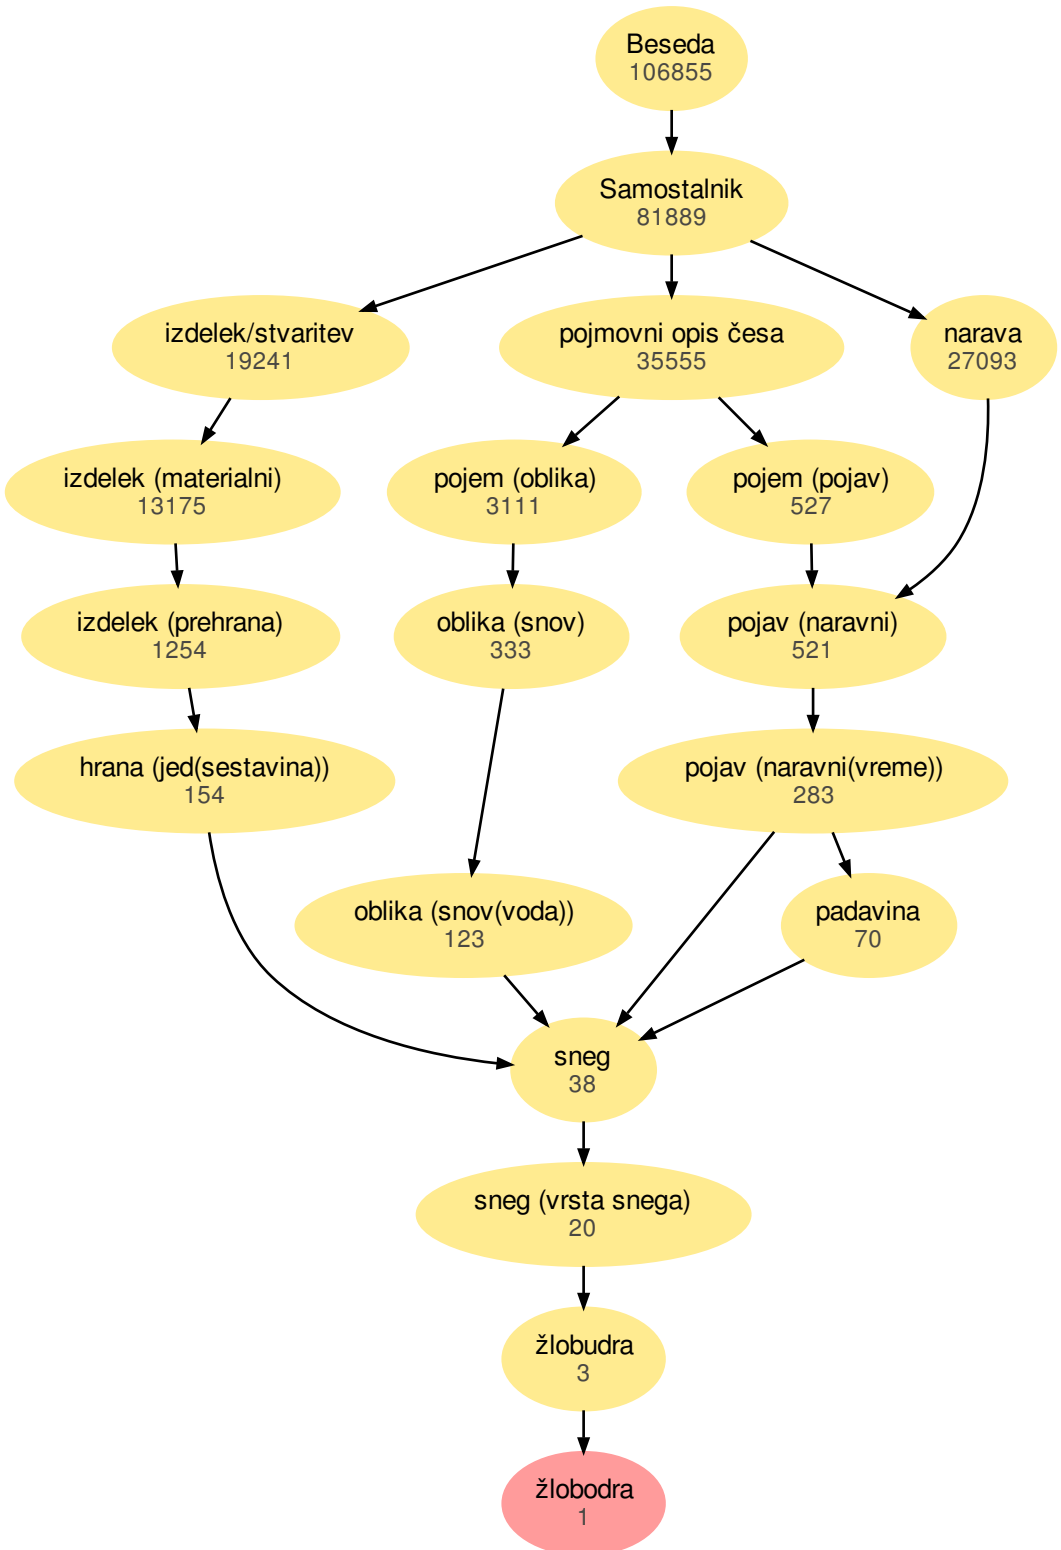 Beseda
106855
Samostalnik
81889
izdelek/stvaritev
19241
pojmovni opis česa
35555
narava
27093
izdelek (materialni)
13175
pojem (oblika)
3111
pojem (pojav)
527
izdelek (prehrana)
1254
oblika (snov)
333
pojav (naravni)
521
hrana (jed(sestavina))
154
pojav (naravni(vreme))
283
oblika (snov(voda))
123
padavina
70
sneg
38
sneg (vrsta snega)
20
žlobudra
3
žlobodra
1